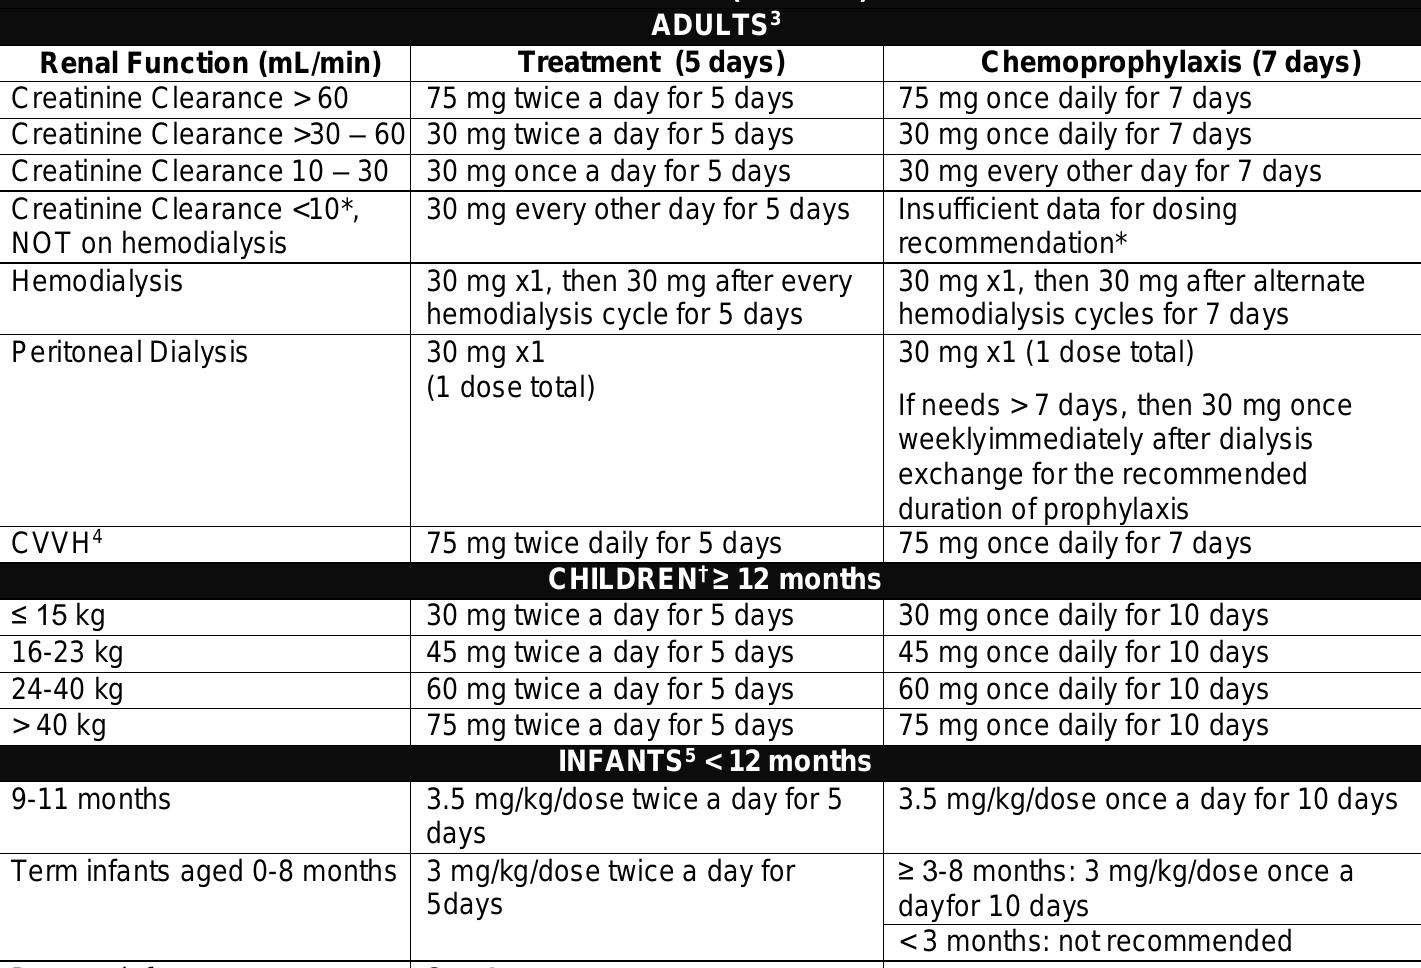 ADULTS³
Renal Function (mL/min) Treatment (5 days) Chemoprophylaxis (7 days)
Creatinine Clearance > 60 75 mg twice a day for 5 days 75 mg once daily for 7 days
Creatinine Clearance >30 – 60 30 mg twice a day for 5 days 30 mg once daily for 7 days
Creatinine Clearance 10 – 30 30 mg once a day for 5 days 30 mg every other day for 7 days
Creatinine Clearance <10*,
NOT on hemodialysis
30 mg every other day for 5 days
Insufficient data for dosing
recommendation*
Hemodialysis
30 mg x1, then 30 mg after every
hemodialysis cycle for 5 days
30 mg x1, then 30 mg after alternate
hemodialysis cycles for 7 days
Peritoneal Dialysis
30 mg x1
(1 dose total)
30 mg x1 (1 dose total)
If needs > 7 days, then 30 mg once
weeklyimmediately after dialysis
exchange for the recommended
duration of prophylaxis
CVVH⁴ 75 mg twice daily for 5 days 75 mg once daily for 7 days
CHILDREN† ≥ 12 months
≤ 15 kg 30 mg twice a day for 5 days 30 mg once daily for 10 days
16-23 kg 45 mg twice a day for 5 days 45 mg once daily for 10 days
24-40 kg 60 mg twice a day for 5 days 60 mg once daily for 10 days
> 40 kg 75 mg twice a day for 5 days 75 mg once daily for 10 days
INFANTS⁵ < 12 months
9-11 months
3.5 mg/kg/dose twice a day for 5
days
3.5 mg/kg/dose once a day for 10 days
Term infants aged 0-8 months
3 mg/kg/dose twice a day for
5days
≥ 3-8 months: 3 mg/kg/dose once a
dayfor 10 days
< 3 months: not recommended